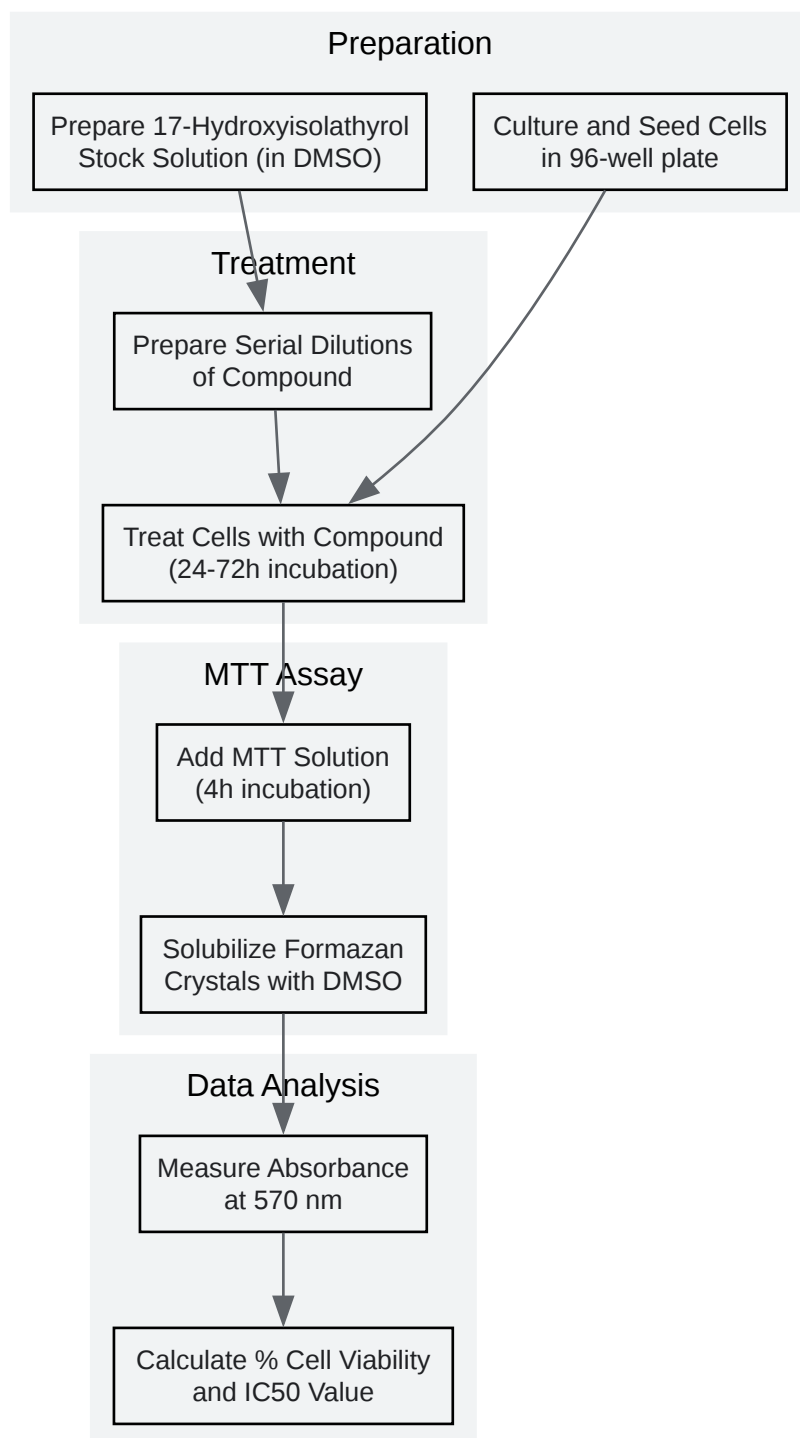 Preparation
Prepare 17-Hydroxyisolathyrol
Stock Solution (in DMSO)
Culture and Seed Cells
in 96-well plate
Treatment
Prepare Serial Dilutions
of Compound
Treat Cells with Compound
(24-72h incubation)
MTT Assay
Add MTT Solution
(4h incubation)
Solubilize Formazan
Crystals with DMSO
Data Analysis
Measure Absorbance
at 570 nm
Calculate % Cell Viability
and IC50 Value